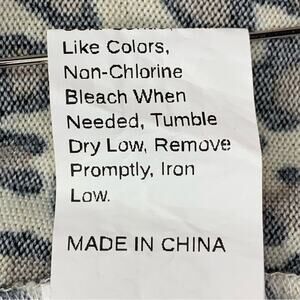 Like Colors,
Non-Chlorine
Bleach When
Needed, Tumble
Dry Low, Remove
Promptly, Iron
Low.
MADE IN CHINA